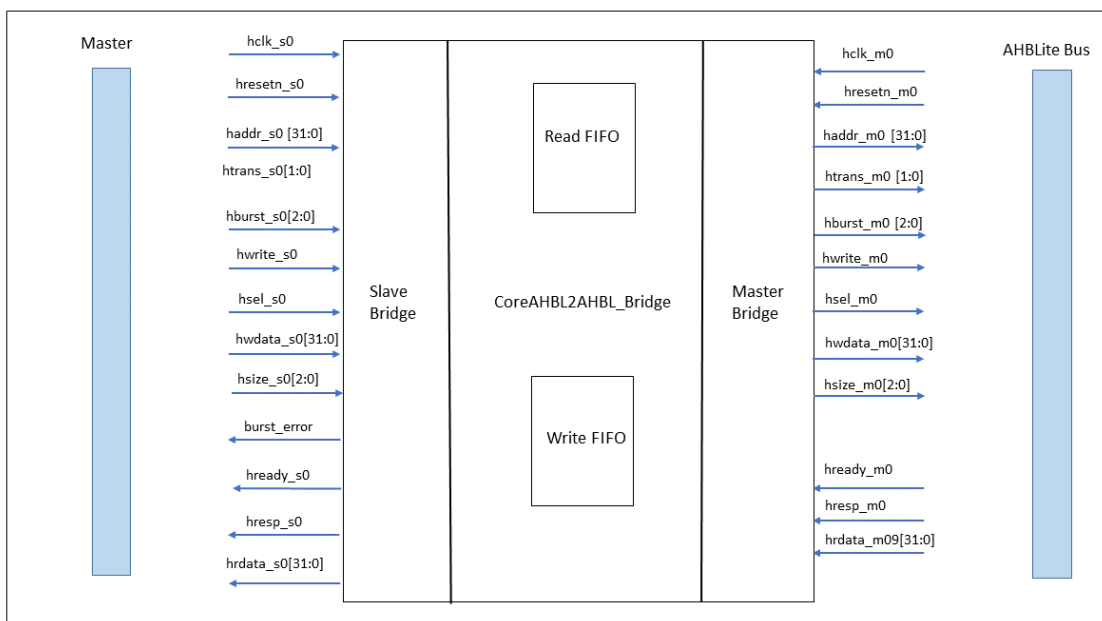 Master
hclk_s0
hresetn_s0
haddr_s0 [31:0]
htrans_s0[1:0]
hburst_s0[2:0]
hwrite_s0
hsel_s0
hwdata_s0[31:0]
hsize_s0[2:0]
burst_error
hready_s0
hresp_s0
hrdata_s0[31:0]
Slave
Bridge
Read FIFO
CoreAHBL2AHBL_Bridge
Write FIFO
Master
Bridge
hclk_m0
hresetn_m0
haddr_m0 [31:0]
htrans_m0 [1:0]
hburst_m0 [2:0]
hwrite_m0
hsel_m0
hwdata_m0[31:0]
hsize_m0[2:0]
hready_m0
hresp_m0
hrdata_m09[31:0]
AHBLite Bus